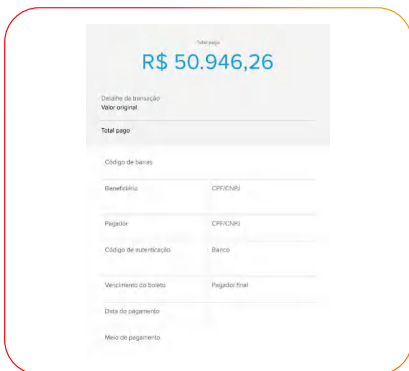 Total pago
R$ 50.946,26
Detalhe da transação
Valor original
Total pago
Código de barras
Beneficiário CPF/CNPJ
Pagador CPF/CNPJ
Código de autenticação Banco
Vencimento do boleto Pagador final
Data do pagamento
Meio de pagamento